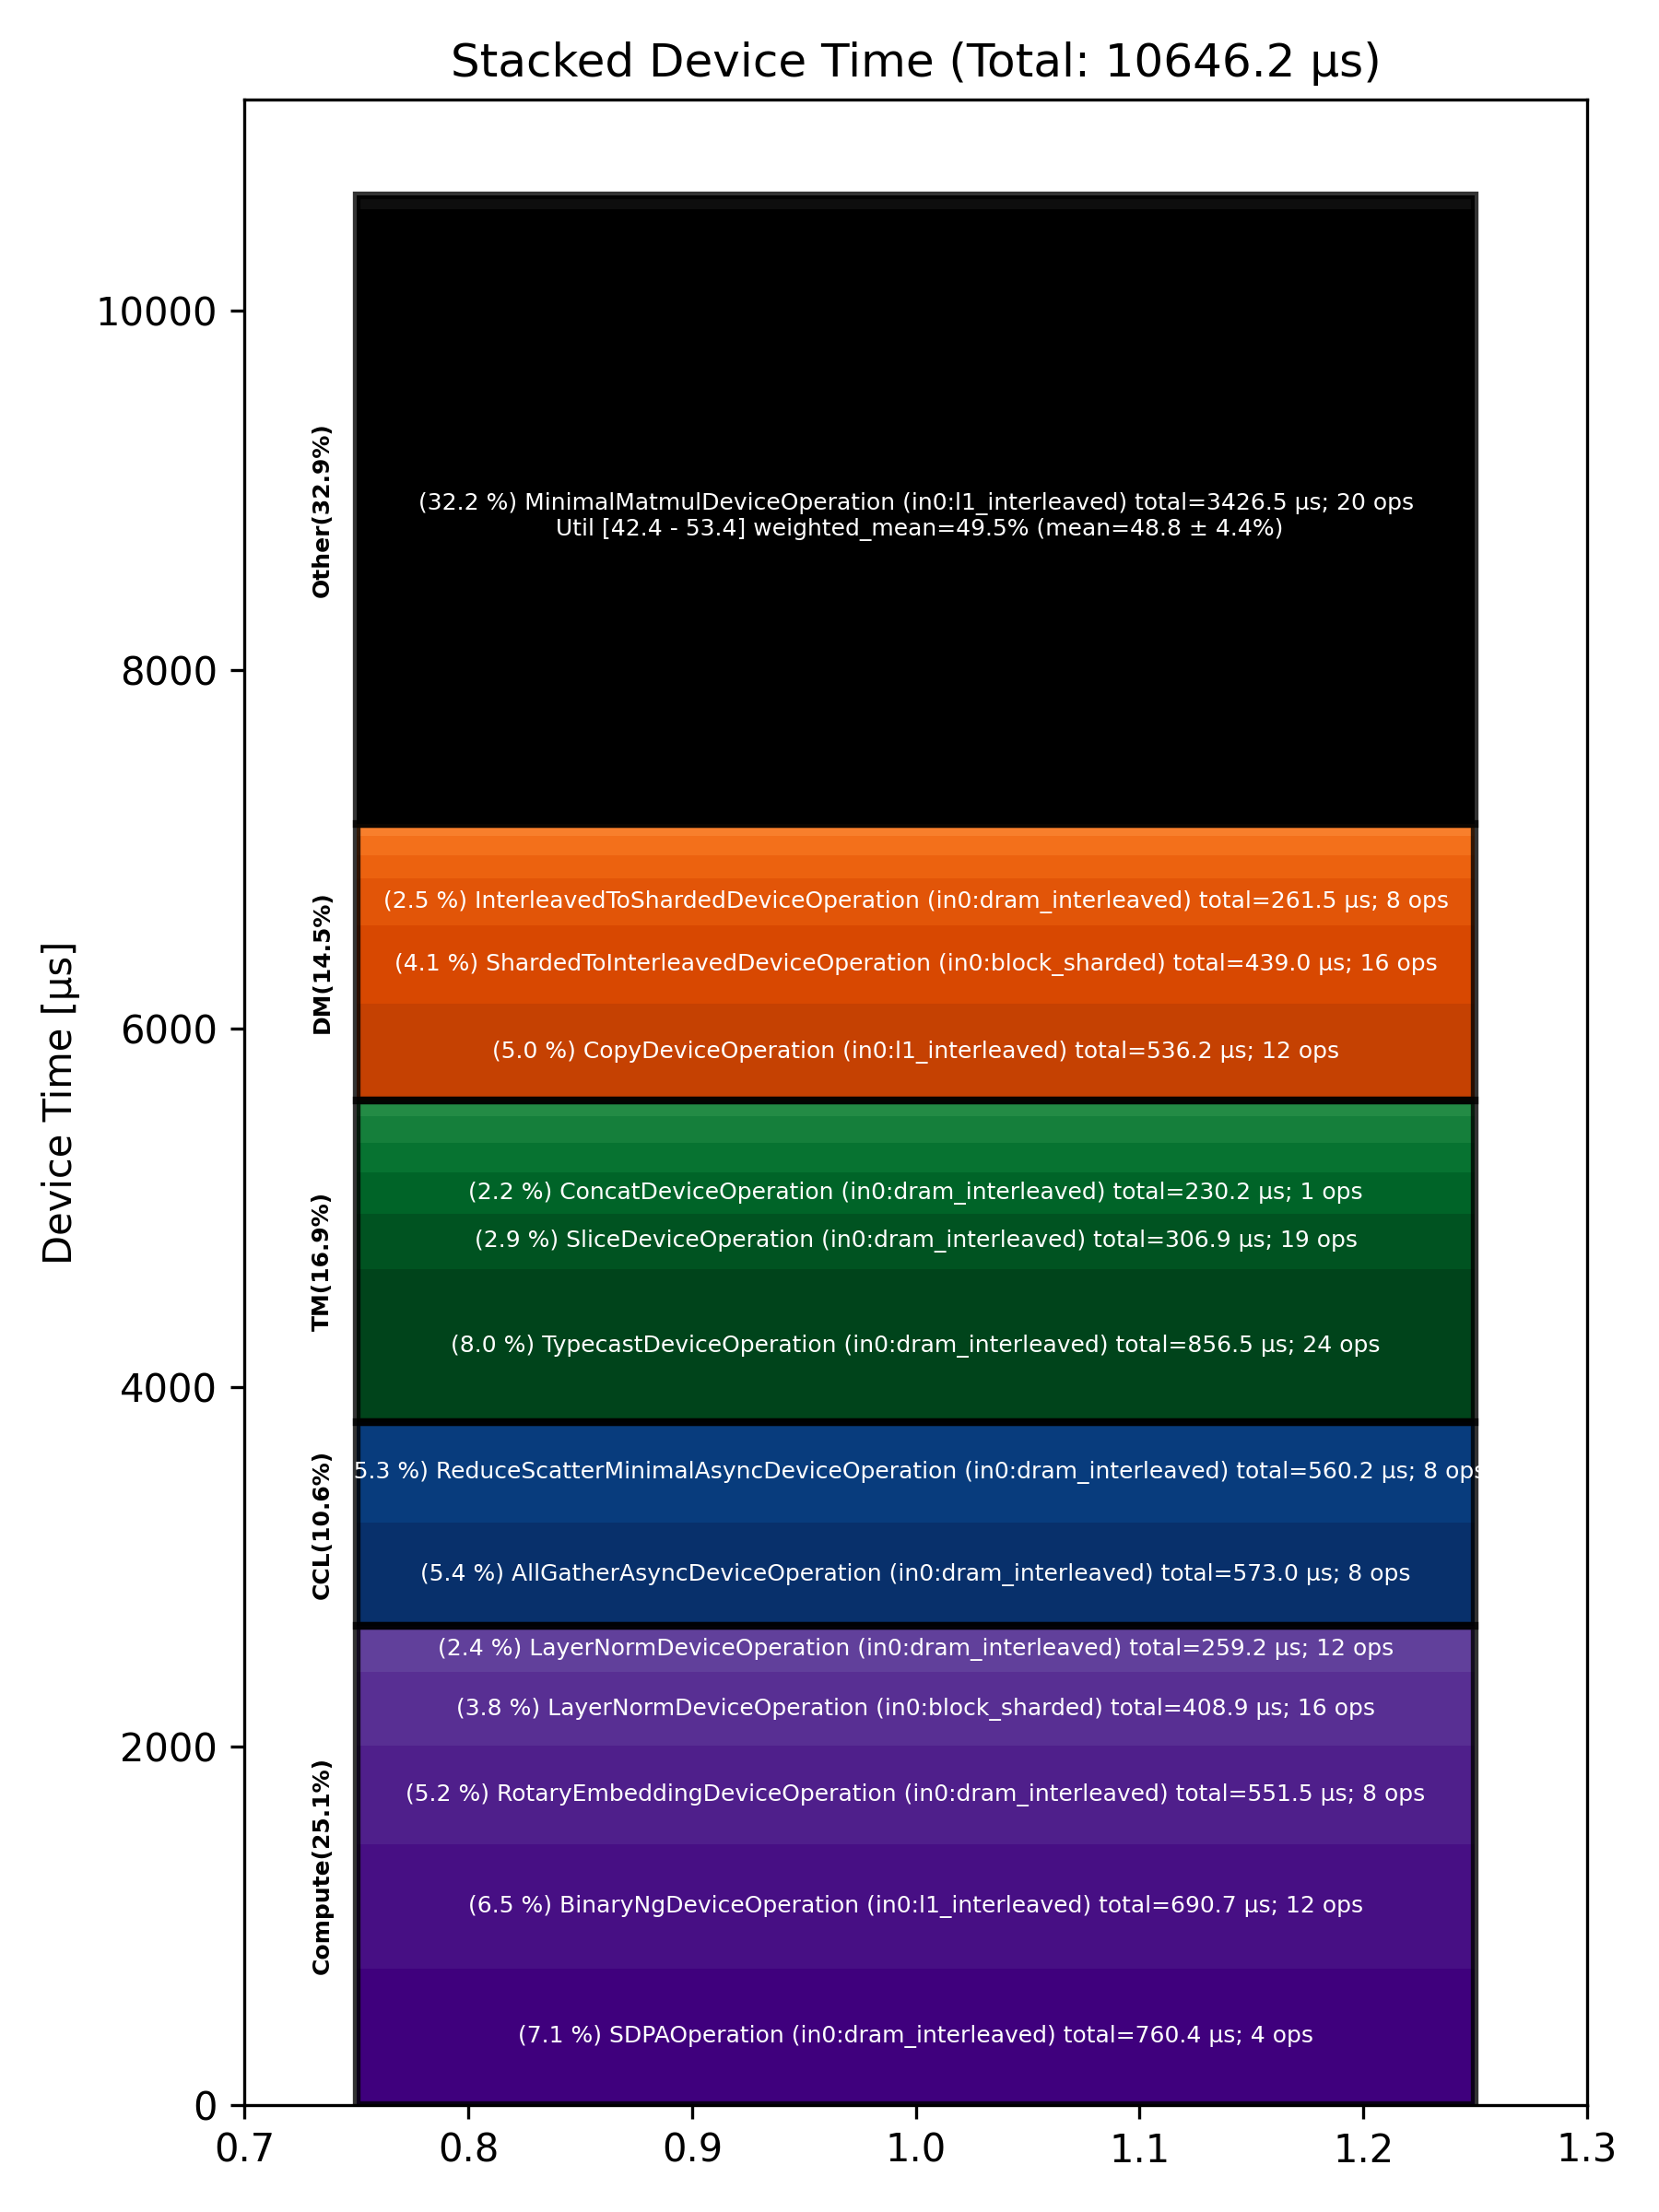 Stacked Device Time (Total: 10646.2 µs)
Device Time [µs]
10000
8000
6000
4000
2000
0
0.7
0.8
0.9
1.0
1.1
1.2
1.3
Other(32.9%)
(32.2 %) MinimalMatmulDeviceOperation (in0:l1_interleaved) total=3426.5 µs; 20 ops
Util [42.4 - 53.4] weighted_mean=49.5% (mean=48.8 ± 4.4%)
DM(14.5%)
(2.5 %) InterleavedToShardedDeviceOperation (in0:dram_interleaved) total=261.5 µs; 8 ops
(4.1 %) ShardedToInterleavedDeviceOperation (in0:block_sharded) total=439.0 µs; 16 ops
(5.0 %) CopyDeviceOperation (in0:l1_interleaved) total=536.2 µs; 12 ops
TM(16.9%)
(2.2 %) ConcatDeviceOperation (in0:dram_interleaved) total=230.2 µs; 1 ops
(2.9 %) SliceDeviceOperation (in0:dram_interleaved) total=306.9 µs; 19 ops
(8.0 %) TypecastDeviceOperation (in0:dram_interleaved) total=856.5 µs; 24 ops
CCL(10.6%)
5.3 %) ReduceScatterMinimalAsyncDeviceOperation (in0:dram_interleaved) total=560.2 µs; 8 ops
(5.4 %) AllGatherAsyncDeviceOperation (in0:dram_interleaved) total=573.0 µs; 8 ops
Compute(25.1%)
(2.4 %) LayerNormDeviceOperation (in0:dram_interleaved) total=259.2 µs; 12 ops
(3.8 %) LayerNormDeviceOperation (in0:block_sharded) total=408.9 µs; 16 ops
(5.2 %) RotaryEmbeddingDeviceOperation (in0:dram_interleaved) total=551.5 µs; 8 ops
(6.5 %) BinaryNgDeviceOperation (in0:l1_interleaved) total=690.7 µs; 12 ops
(7.1 %) SDPAOperation (in0:dram_interleaved) total=760.4 µs; 4 ops